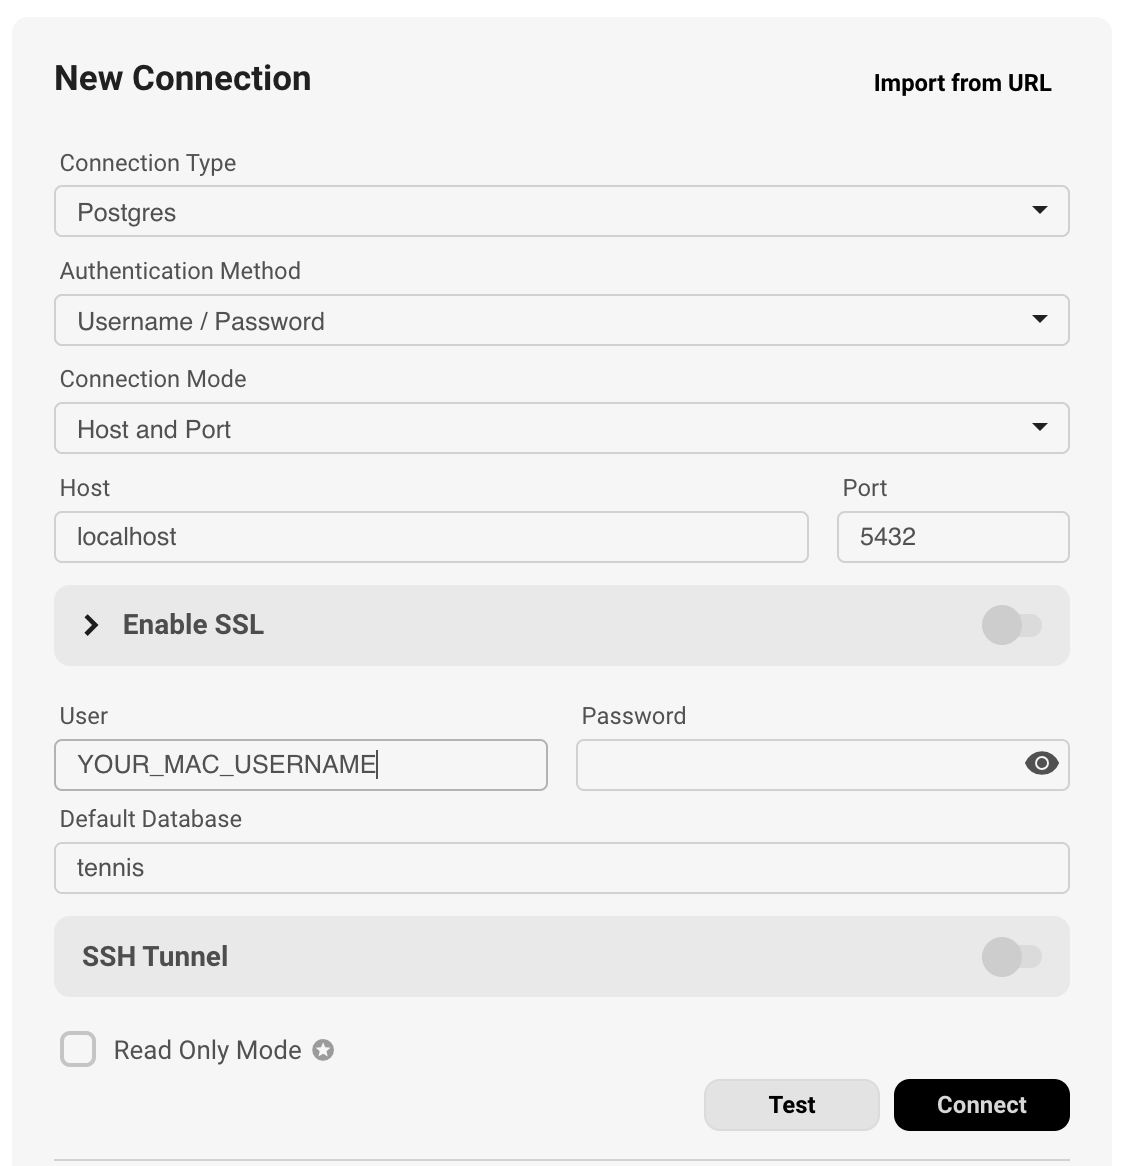 New Connection
Import from URL
Connection Type
Postgres
Authentication Method
Username / Password
Connection Mode
Host and Port
Host
Port
localhost
5432
Enable SSL
User
Password
YOUR_MAC_USERNAME
Default Database
tennis
SSH Tunnel
Read Only Mode
Test
Connect